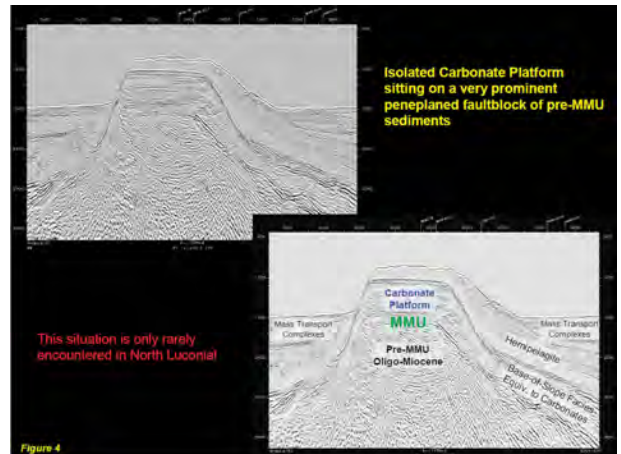 Isolated Carbonate Platform
sitting on a very prominent
peneplaned faultblock of pre-MMU
sediments
This situation is only rarely
encountered in North Luconia!
Carbonate
Platform
MMU
Pre-MMU
Oligo-Miocene
Mass Transport
Complexes
Mass Transport
Complexes
Hemipelagite
Base-of-Slope Facies
Equiv. to Carbonates
Figure 4